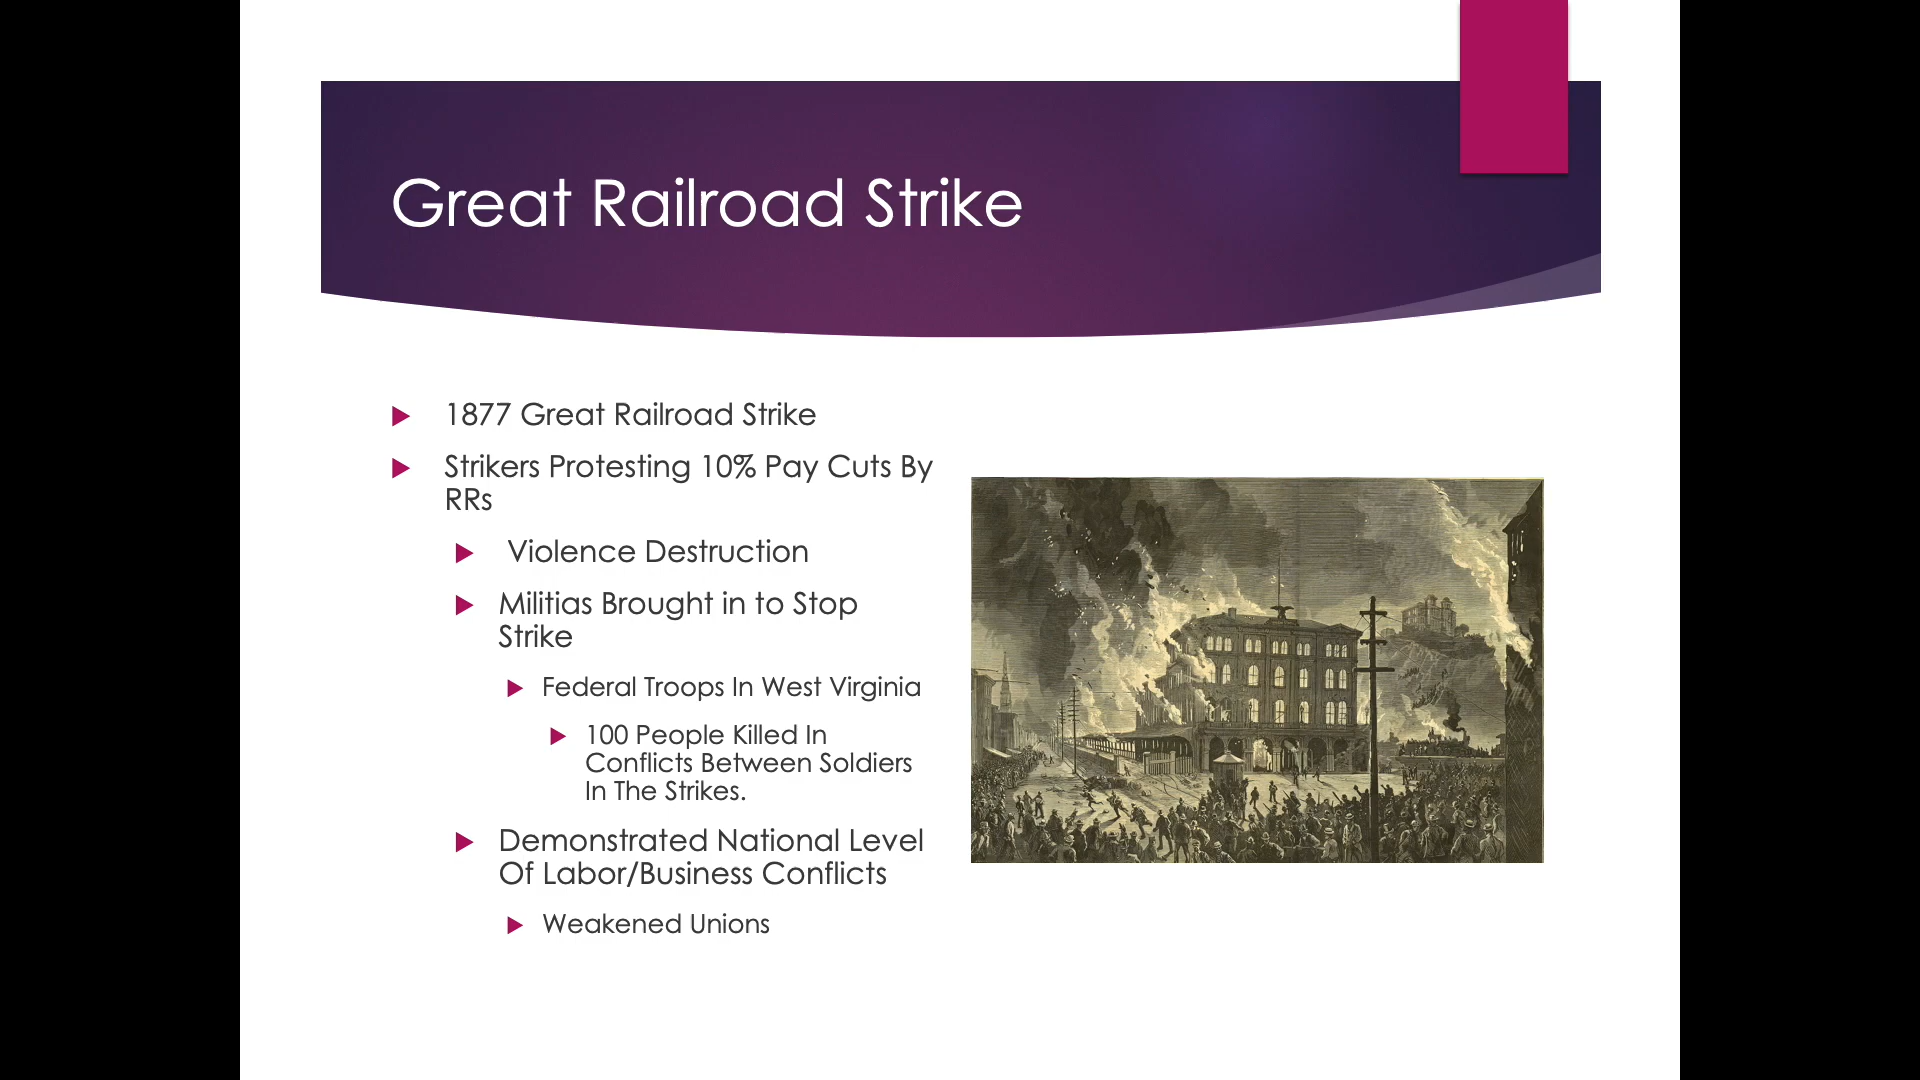 Great Railroad Strike
1877 Great Railroad Strike
Strikers Protesting 10% Pay Cuts By
RRs
Violence Destruction
Militias Brought in to Stop
Strike
Federal Troops In West Virginia
100 People Killed In
Conflicts Between Soldiers
In The Strikes.
Demonstrated National Level
Of Labor/Business Conflicts
Weakened Unions